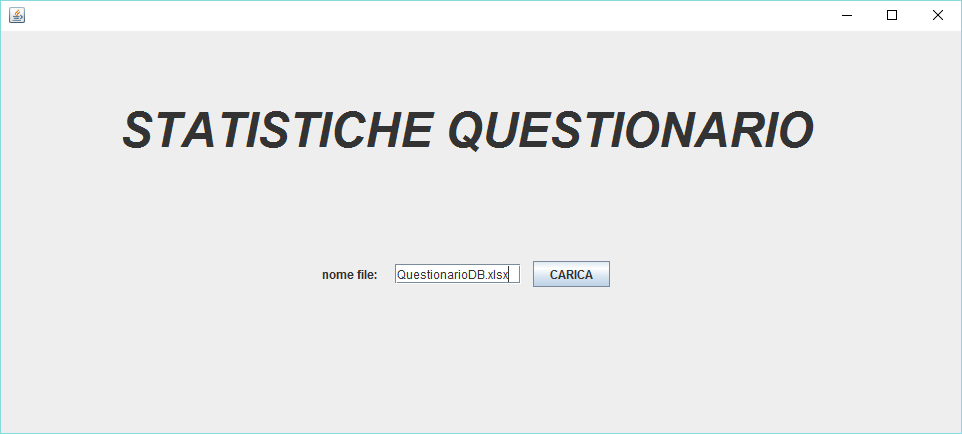 STATISTICHE QUESTIONARIO
nome file: QuestionarioDB.xlsx CARICA